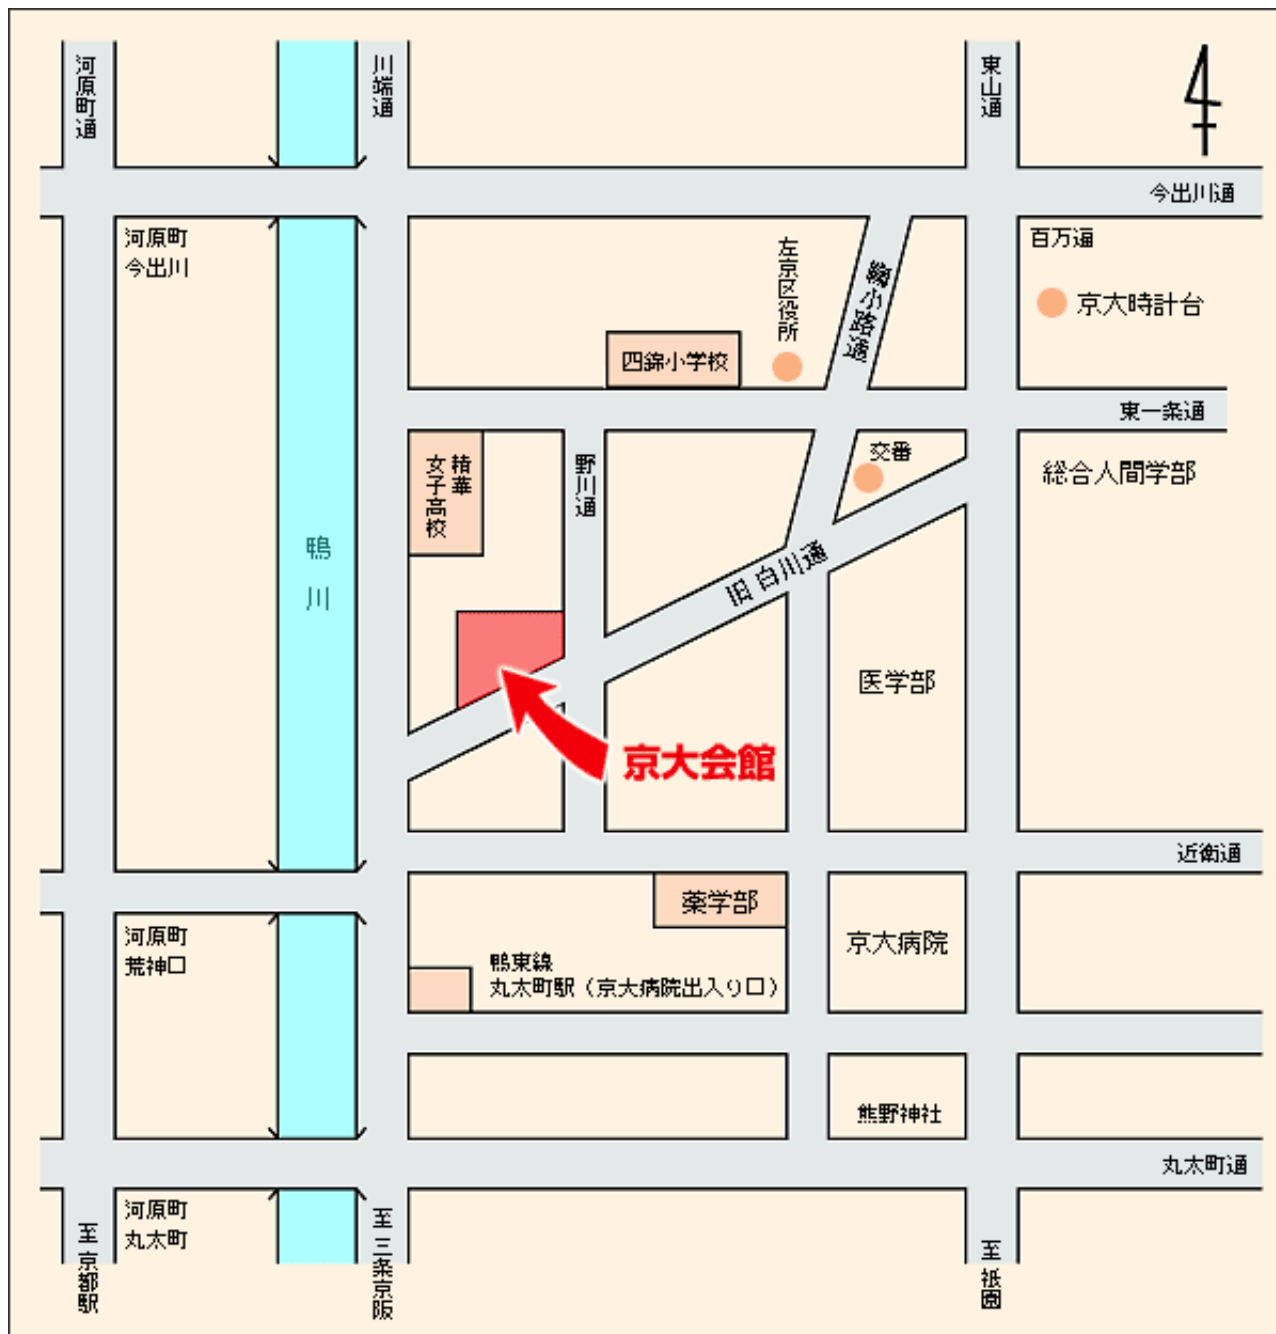 河原町通
川端通
東山通
今出川通
河原町
今出川
百万遍
左京区役所
鞠小路通
京大時計台
四錦小学校
東一条通
精華
女子高校
野川通
交番
総合人間学部
鴨川
旧白川通
医学部
京大会館
近衛通
薬学部
河原町
荒神口
鴨東線
丸太町駅（京大病院出入り口）
京大病院
熊野神社
丸太町通
河原町
丸太町
至京都駅
至三条京阪
至祇園